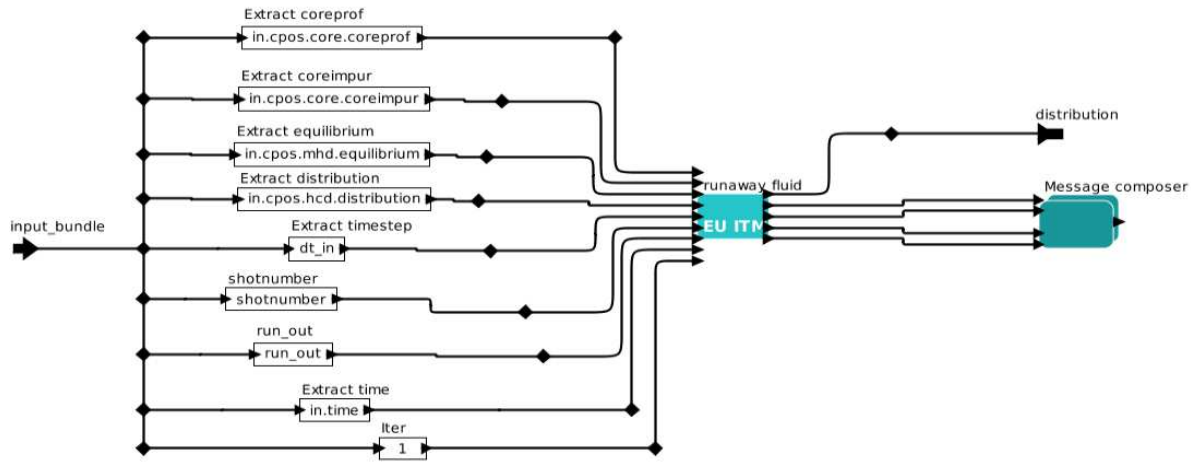 Extract coreprof
in.cpos.core.coreprof
Extract coreimpur
in.cpos.core.coreimpur
Extract equilibrium
in.cpos.mhd.equilibrium
Extract distribution
in.cpos.hcd.distribution
input_bundle
Extract timestep
dt_in
shotnumber
shotnumber
run_out
run_out
Extract time
in.time
Iter
1
runaway_fluid
EU ITM
distribution
Message composer